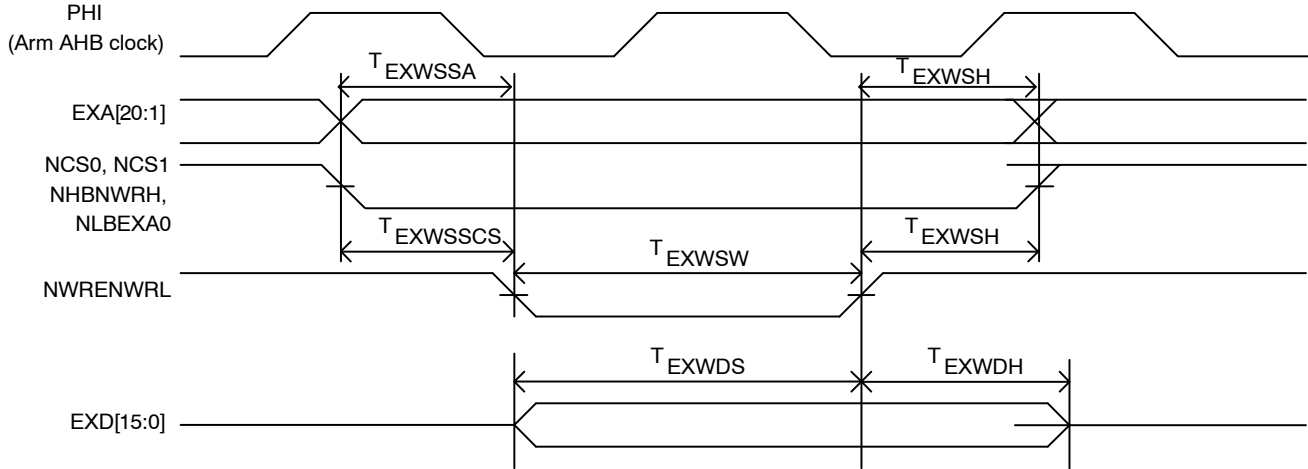 PHI
(Arm AHB clock)
TEXWSSA
TEXWSH
EXA[20:1]
NCS0, NCS1
NHBNWRH,
NLBEXA0
TEXWSSCS
TEXWSH
TEXWSW
NWRENWRL
TEXWDS
TEXWDH
EXD[15:0]